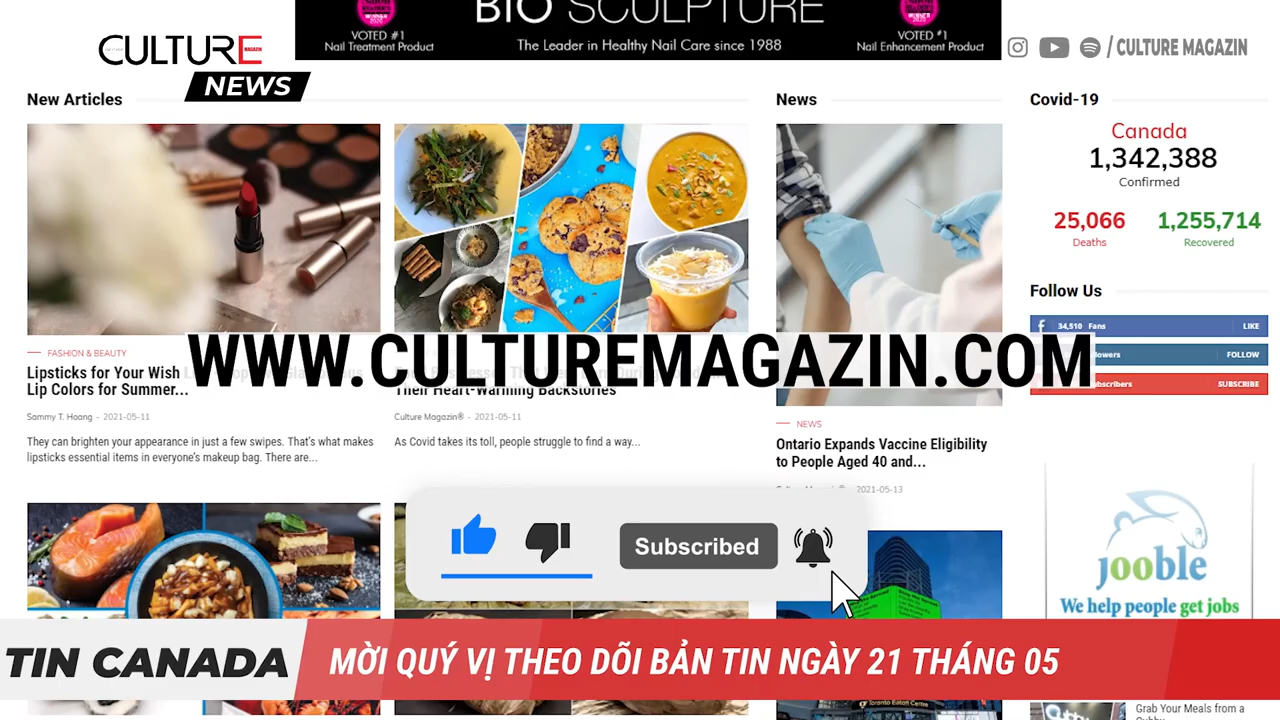 BIO SCULPTURE
VOTED #1
Nail Treatment Product
The Leader in Healthy Nail Care since 1988
VOTED #1
Nail Enhancement Product
CULTURE
MAGAZIN
NEWS
/ CULTURE MAGAZIN
New Articles
News
Covid-19
Canada
1,342,388
Confirmed
25,066
Deaths
1,255,714
Recovered
Follow Us
34,510 Fans
LIKE
FOLLOW
SUBSCRIBE
WWW.CULTUREMAGAZIN.COM
FASHION & BEAUTY
Lipsticks for Your Wish
Lip Colors for Summer...
Sammy T. Hoang - 2021-05-11
They can brighten your appearance in just a few swipes. That's what makes
lipsticks essential items in everyone's makeup bag. There are...
Their Heart-Warming Backstories
Culture Magazin® - 2021-05-11
As Covid takes its toll, people struggle to find a way...
NEWS
Ontario Expands Vaccine Eligibility
to People Aged 40 and...
2021-05-13
Subscribed
jooble
We help people get jobs
TIN CANADA
MỜI QUÝ VỊ THEO DÕI BẢN TIN NGÀY 21 THÁNG 05
Toronto Eaton Centre
Grab Your Meals from a